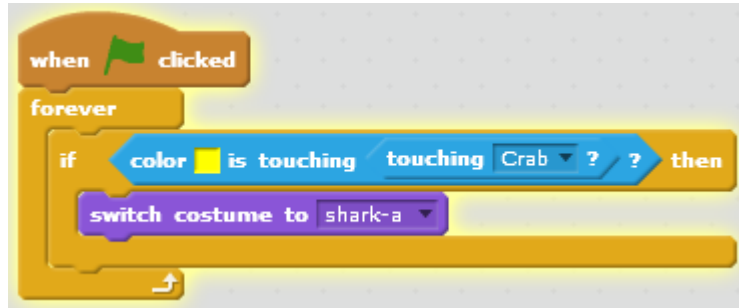 when clicked
forever
if color is touching touching Crab ? ? then
switch costume to shark-a